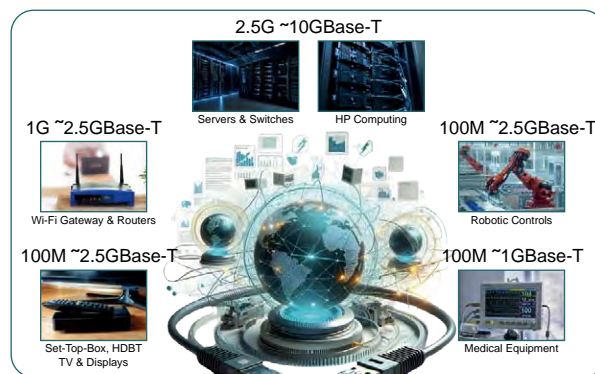 2.5G ~10GBase-T
Servers & Switches
HP Computing
1G ~2.5GBase-T
Wi-Fi Gateway & Routers
100M ~2.5GBase-T
Robotic Controls
100M ~2.5GBase-T
Set-Top-Box, HDBT
TV & Displays
100M ~1GBase-T
Medical Equipment